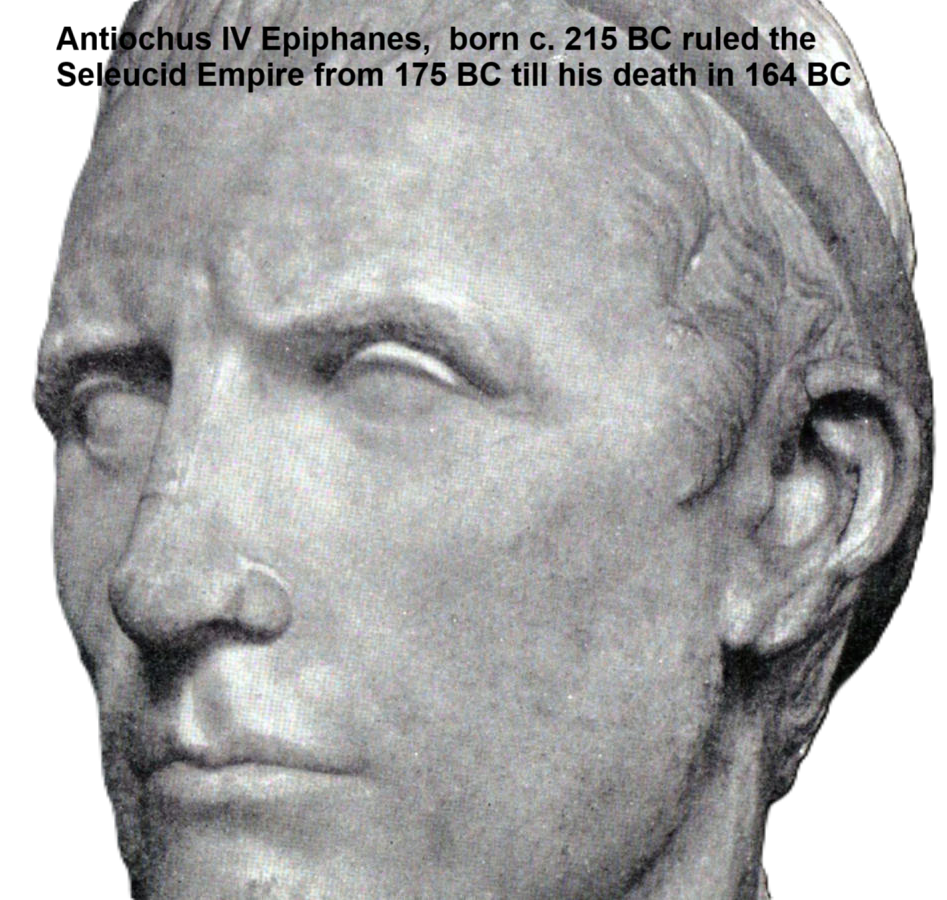 Antiochus IV Epiphanes,  born c. 215 BC ruled the
Seleucid Empire from 175 BC till his death in 164 BC